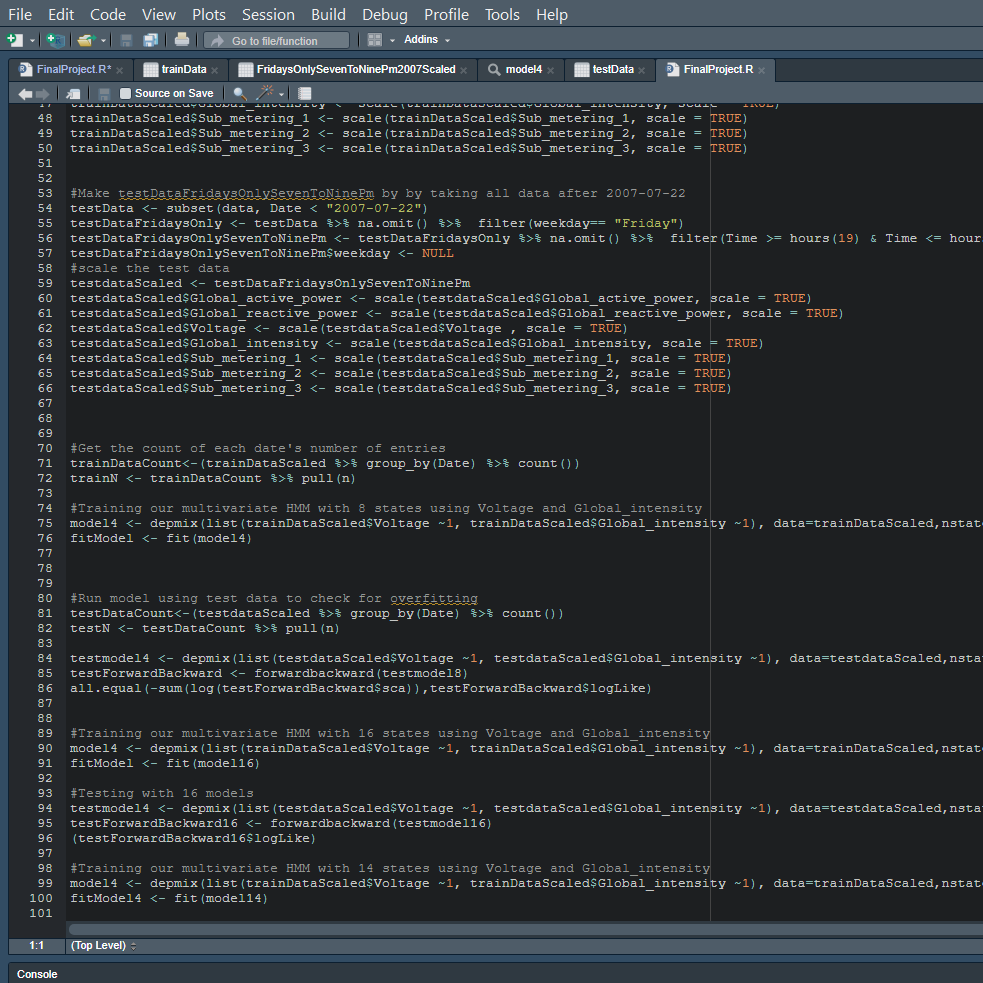 File Edit Code View Plots Session Build Debug Profile Tools Help
Go to file/function Addins
FinalProject.R* × trainData × FridaysOnlySevenToNinePm2007Scaled × model4 × testData × FinalProject.R ×
Source on Save
47 trainDataScaled$Global_intensity <- scale(trainDataScaled$Global_intensity, scale = TRUE)
48 trainDataScaled$Sub_metering_1 <- scale(trainDataScaled$Sub_metering_1, scale = TRUE)
49 trainDataScaled$Sub_metering_2 <- scale(trainDataScaled$Sub_metering_2, scale = TRUE)
50 trainDataScaled$Sub_metering_3 <- scale(trainDataScaled$Sub_metering_3, scale = TRUE)
51
52
53 #Make testDataFridaysOnlySevenToNinePm by by taking all data after 2007-07-22
54 testData <- subset(data, Date < "2007-07-22")
55 testDataFridaysOnly <- testData %>% na.omit() %>%  filter(weekday== "Friday")
56 testDataFridaysOnlySevenToNinePm <- testDataFridaysOnly %>% na.omit() %>%  filter(Time >= hours(19) & Time <= hour
57 testDataFridaysOnlySevenToNinePm$weekday <- NULL
58 #scale the test data
59 testdataScaled <- testDataFridaysOnlySevenToNinePm
60 testdataScaled$Global_active_power <- scale(testdataScaled$Global_active_power, scale = TRUE)
61 testdataScaled$Global_reactive_power <- scale(testdataScaled$Global_reactive_power, scale = TRUE)
62 testdataScaled$Voltage <- scale(testdataScaled$Voltage , scale = TRUE)
63 testdataScaled$Global_intensity <- scale(testdataScaled$Global_intensity, scale = TRUE)
64 testdataScaled$Sub_metering_1 <- scale(testdataScaled$Sub_metering_1, scale = TRUE)
65 testdataScaled$Sub_metering_2 <- scale(testdataScaled$Sub_metering_2, scale = TRUE)
66 testdataScaled$Sub_metering_3 <- scale(testdataScaled$Sub_metering_3, scale = TRUE)
67
68
69
70 #Get the count of each date's number of entries
71 trainDataCount<-(trainDataScaled %>% group_by(Date) %>% count())
72 trainN <- trainDataCount %>% pull(n)
73
74 #Training our multivariate HMM with 8 states using Voltage and Global_intensity
75 model4 <- depmix(list(trainDataScaled$Voltage ~1, trainDataScaled$Global_intensity ~1), data=trainDataScaled,nstat
76 fitModel <- fit(model4)
77
78
79
80 #Run model using test data to check for overfitting
81 testDataCount<-(testdataScaled %>% group_by(Date) %>% count())
82 testN <- testDataCount %>% pull(n)
83
84 testmodel4 <- depmix(list(testdataScaled$Voltage ~1, testdataScaled$Global_intensity ~1), data=testdataScaled,nsta
85 testForwardBackward <- forwardbackward(testmodel8)
86 all.equal(-sum(log(testForwardBackward$sca)),testForwardBackward$logLike)
87
88
89 #Training our multivariate HMM with 16 states using Voltage and Global_intensity
90 model4 <- depmix(list(trainDataScaled$Voltage ~1, trainDataScaled$Global_intensity ~1), data=trainDataScaled,nstat
91 fitModel <- fit(model16)
92
93 #Testing with 16 models
94 testmodel4 <- depmix(list(testdataScaled$Voltage ~1, testdataScaled$Global_intensity ~1), data=testdataScaled,nsta
95 testForwardBackward16 <- forwardbackward(testmodel16)
96 (testForwardBackward16$logLike)
97
98 #Training our multivariate HMM with 14 states using Voltage and Global_intensity
99 model4 <- depmix(list(trainDataScaled$Voltage ~1, trainDataScaled$Global_intensity ~1), data=trainDataScaled,nstat
100 fitModel4 <- fit(model14)
101
1:1 (Top Level)
Console